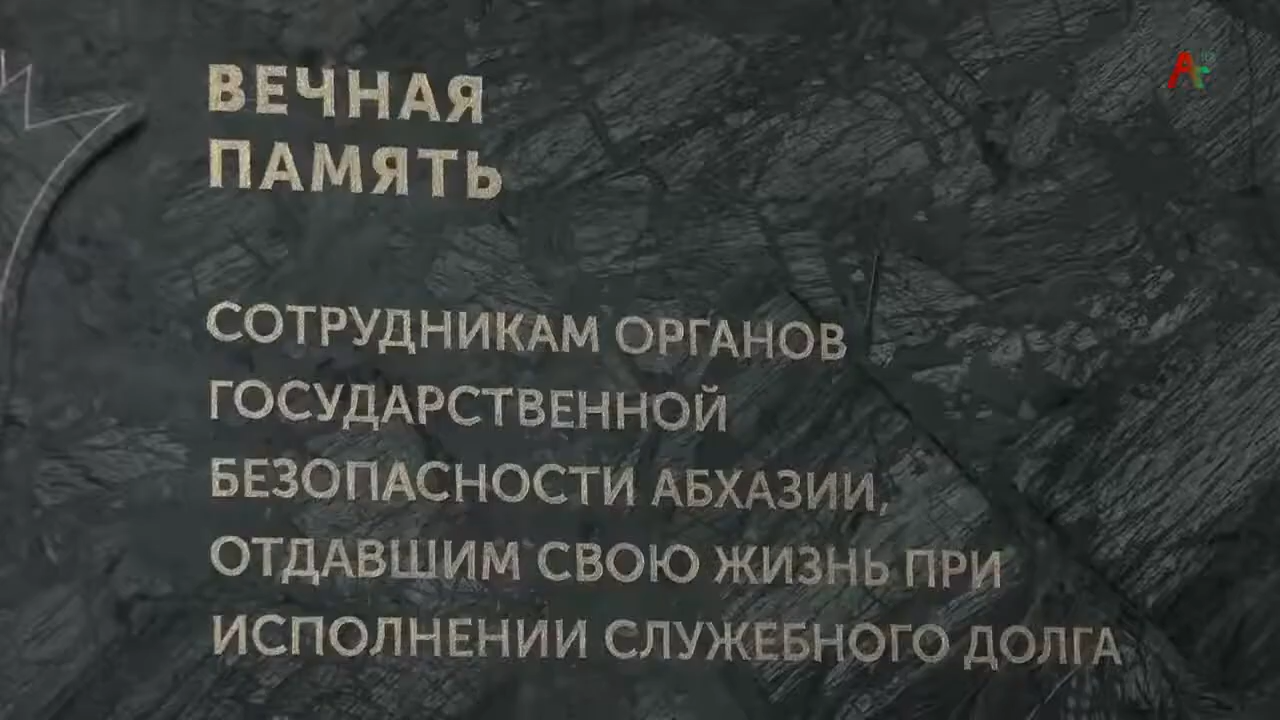 ВЕЧНАЯ
ПАМЯТЬ
СОТРУДНИКАМ ОРГАНОВ
ГОСУДАРСТВЕННОЙ
БЕЗОПАСНОСТИ АБХАЗИИ,
ОТДАВШИМ СВОЮ ЖИЗНЬ ПРИ
ИСПОЛНЕНИИ СЛУЖЕБНОГО ДОЛГА